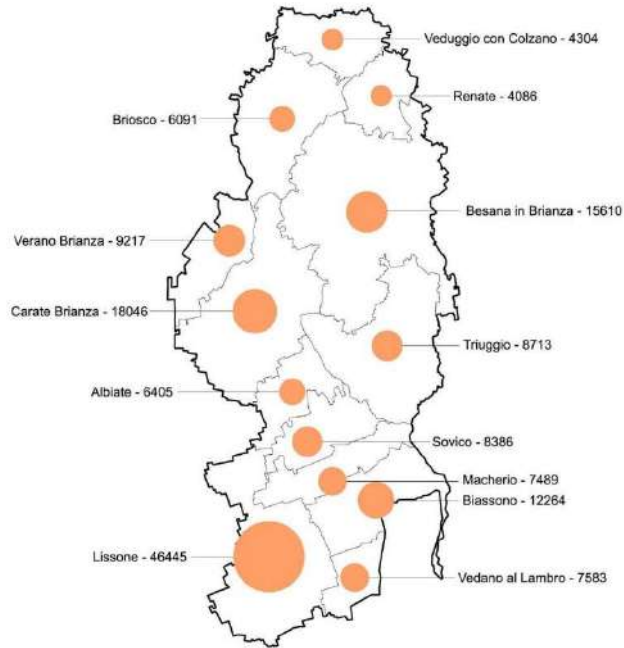 Veduggio con Colzano - 4304
Renate - 4086
Briosco - 6091
Besana in Brianza - 15610
Verano Brianza - 9217
Carate Brianza - 18046
Triuggio - 8713
Albiate - 6405
Sovico - 8386
Macherio - 7489
Biassono - 12264
Lissone - 46445
Vedano al Lambro - 7583